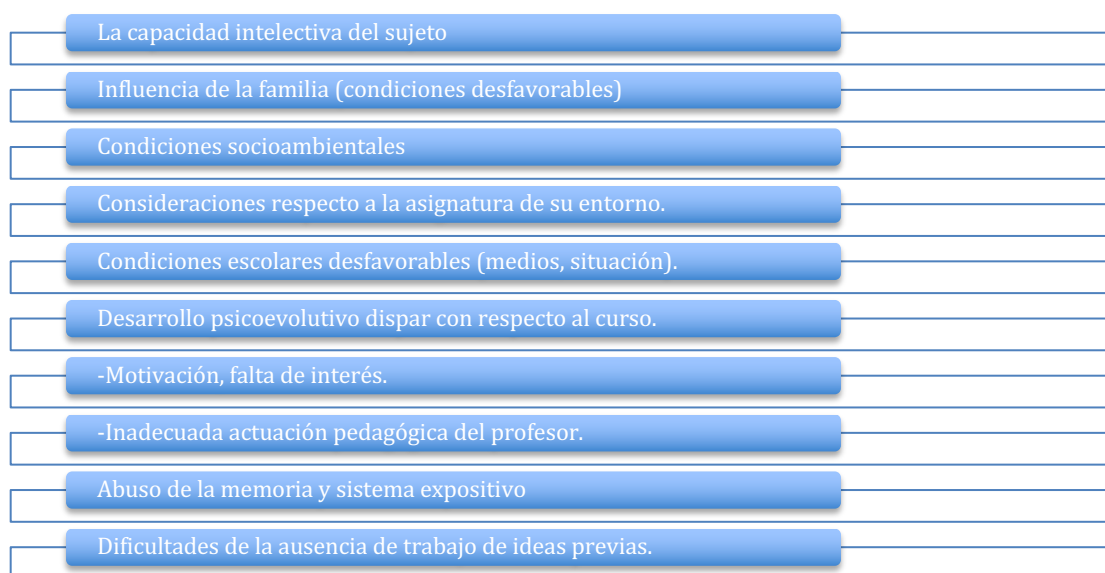 La capacidad intelectiva del sujeto
Influencia de la familia (condiciones desfavorables)
Condiciones socioambientales
Consideraciones respecto a la asignatura de su entorno.
Condiciones escolares desfavorables (medios, situación).
Desarrollo psicoevolutivo dispar con respecto al curso.
-Motivación, falta de interés.
-Inadecuada actuación pedagógica del profesor.
Abuso de la memoria y sistema expositivo
Dificultades de la ausencia de trabajo de ideas previas.